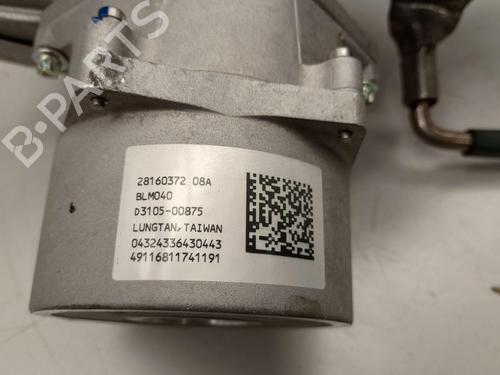 B-PARTS
28160372 08A
BLM040
D3105-00875
LUNGTAN,TAIWAN
04324336430443
49116811741191